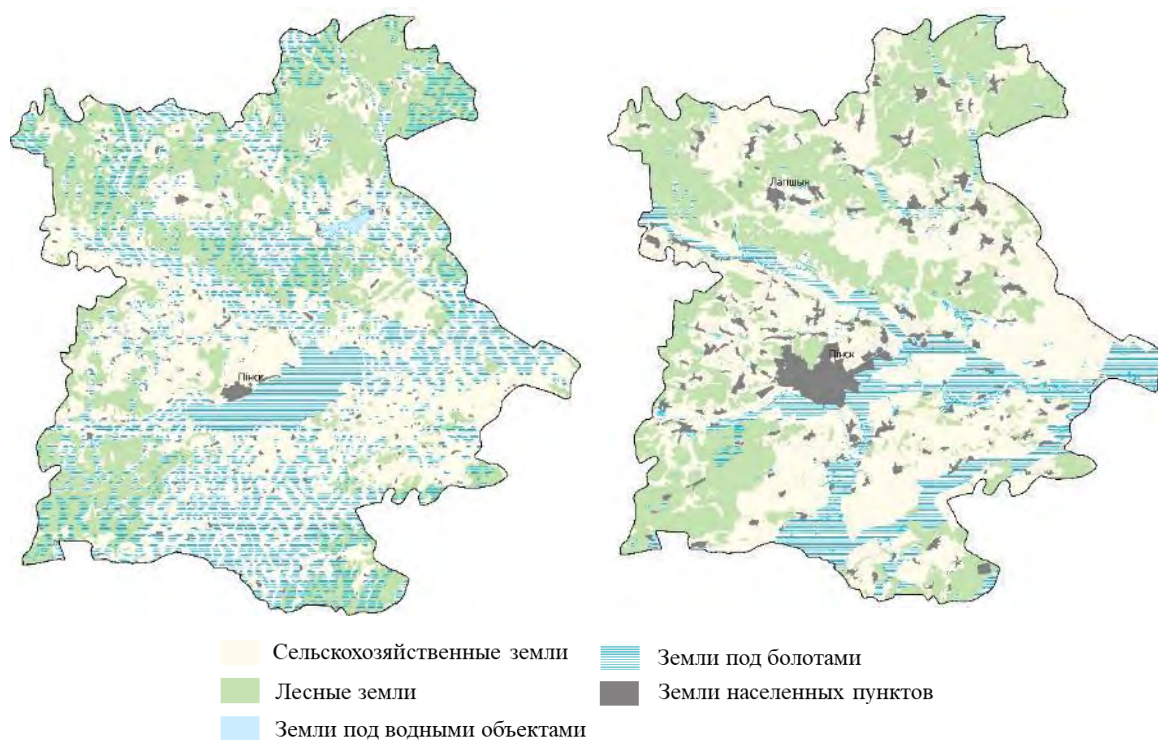 Лагішын
Пінск
Пінск
Сельскохозяйственные земли
Земли под болотами
Лесные земли
Земли населенных пунктов
Земли под водными объектами